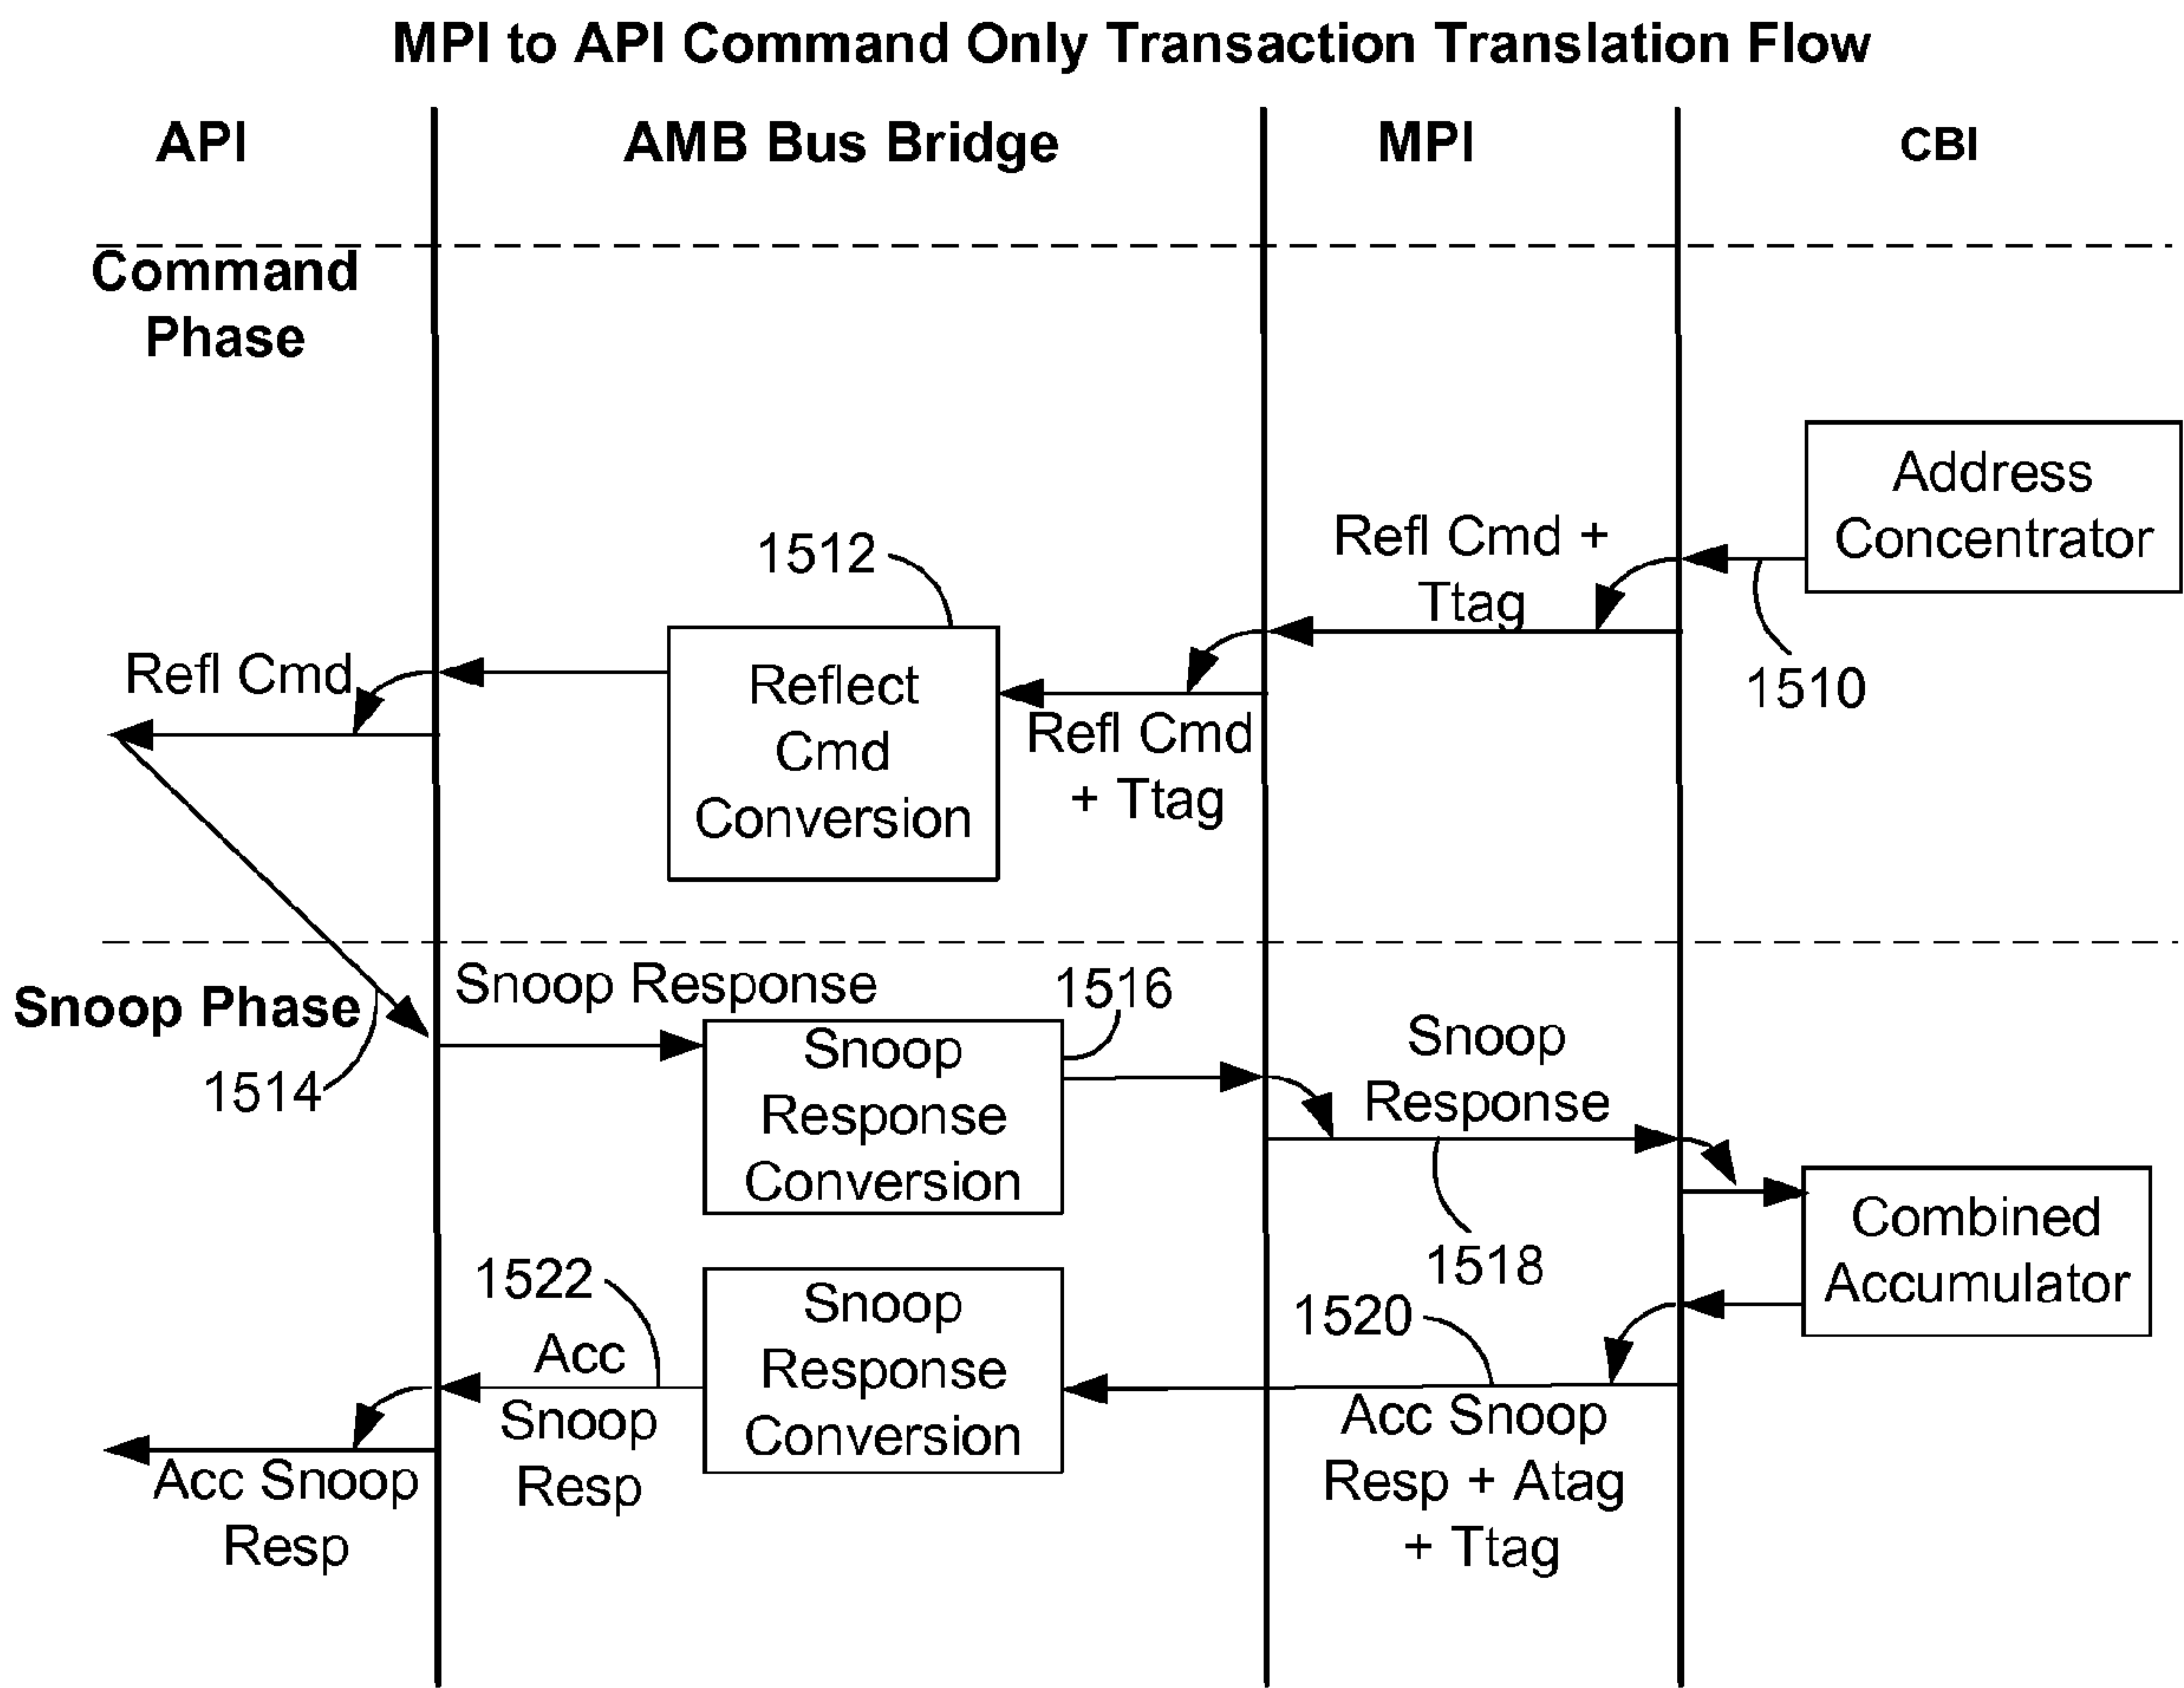 MPI to API Command Only Transaction Translation Flow
API
AMB Bus Bridge
MPI
CBI
Command
Phase
Address
Concentrator
Refl Cmd +
Ttag
1510
1512
Reflect
Cmd
Conversion
Refl Cmd
+ Ttag
Refl Cmd
Snoop Phase
1514
Snoop Response
1516
Snoop
Response
Conversion
Snoop
Response
1518
Combined
Accumulator
1520
Acc Snoop
Resp + Atag
+ Ttag
Snoop
Response
Conversion
1522
Acc
Snoop
Resp
Acc Snoop
Resp